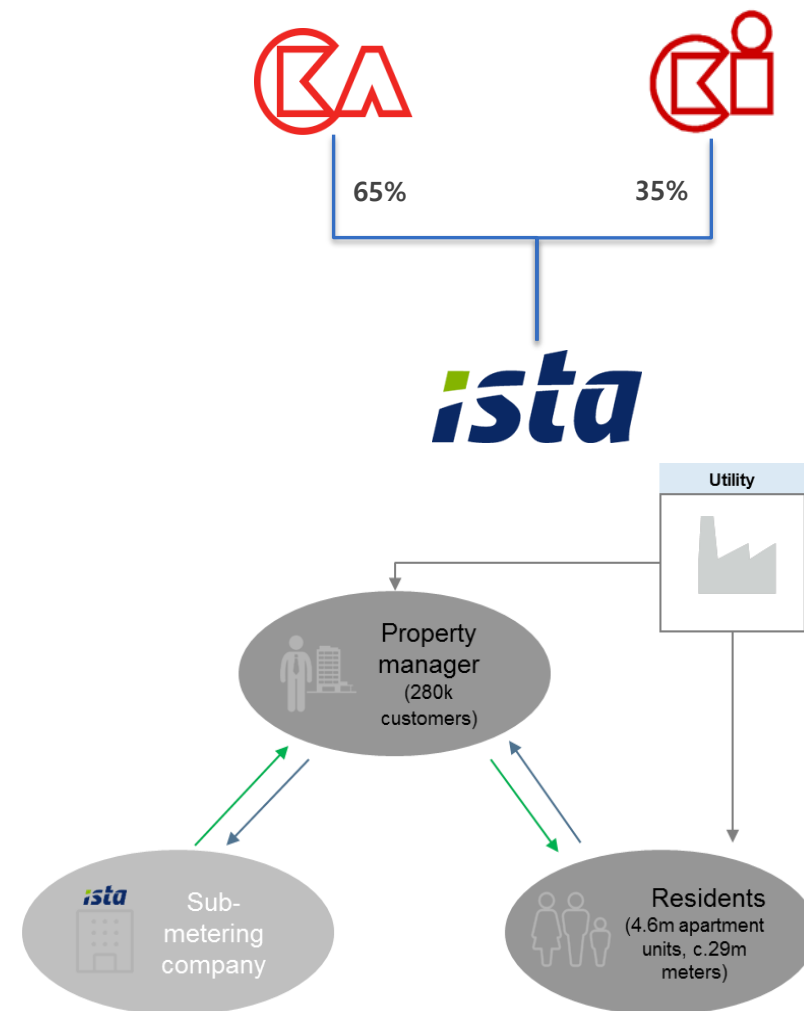 CKA
CKI
65%
35%
ista
Utility
Property
manager
(280k
customers)
ista
Sub-
metering
company
Residents
(4.6m apartment
units, c.29m
meters)